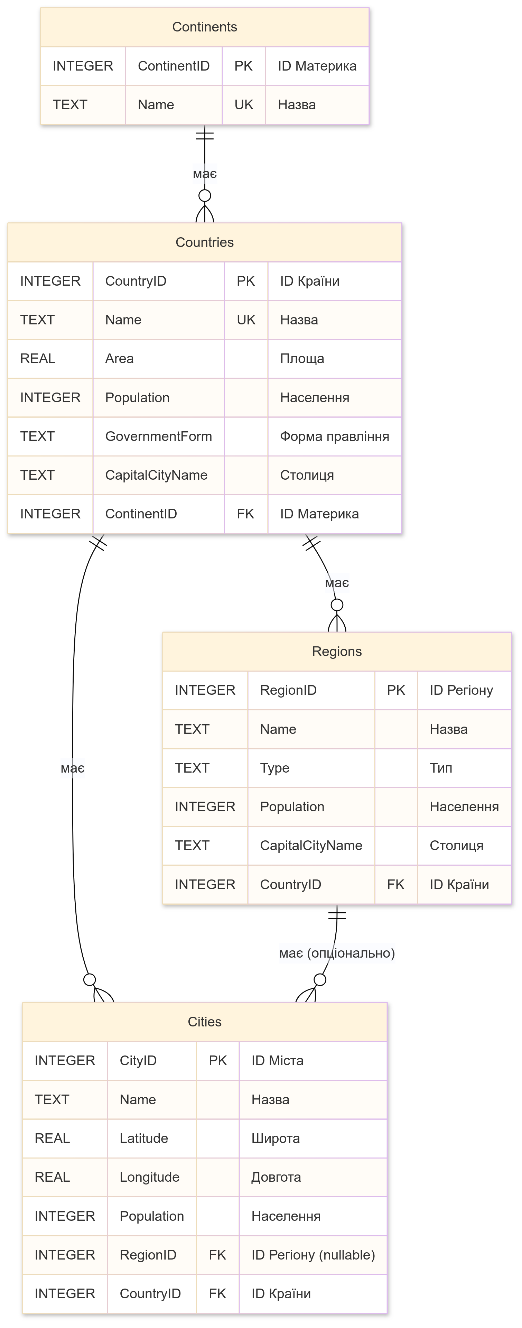 Continents
INTEGER ContinentID PK ID Материка
TEXT Name UK Назва
має
Countries
INTEGER CountryID PK ID Країни
TEXT Name UK Назва
REAL Area Площа
INTEGER Population Населення
TEXT GovernmentForm Форма правління
TEXT CapitalCityName Столиця
INTEGER ContinentID FK ID Материка
має
Regions
INTEGER RegionID PK ID Регіону
TEXT Name Назва
TEXT Type Тип
має
INTEGER Population Населення
TEXT CapitalCityName Столиця
INTEGER CountryID FK ID Країни
має (опціонально)
Cities
INTEGER CityID PK ID Міста
TEXT Name Назва
REAL Latitude Широта
REAL Longitude Довгота
INTEGER Population Населення
INTEGER RegionID FK ID Регіону (nullable)
INTEGER CountryID FK ID Країни